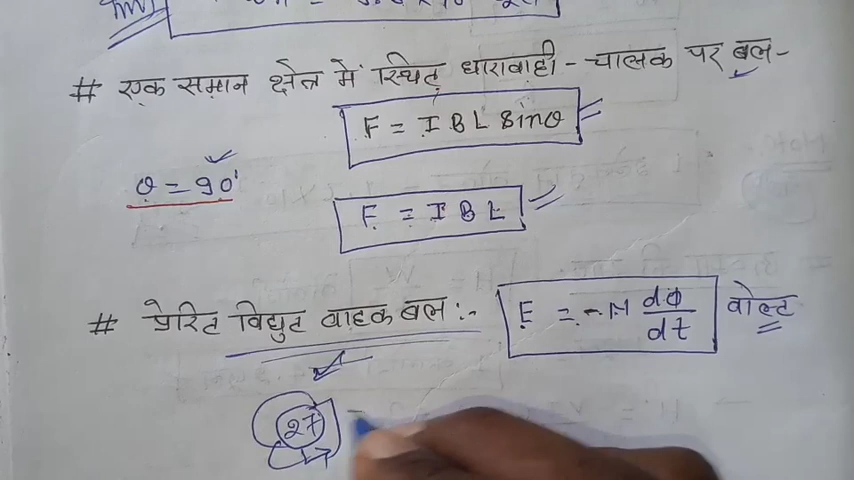 # एक समान क्षेत्र में स्थित धारावाही - चालक पर बल -
F = I B L sinθ
θ = 90°
F = I B L
# प्रेरित विद्युत वाहक बल :- E = - N dΦ/dt वोल्ट
27